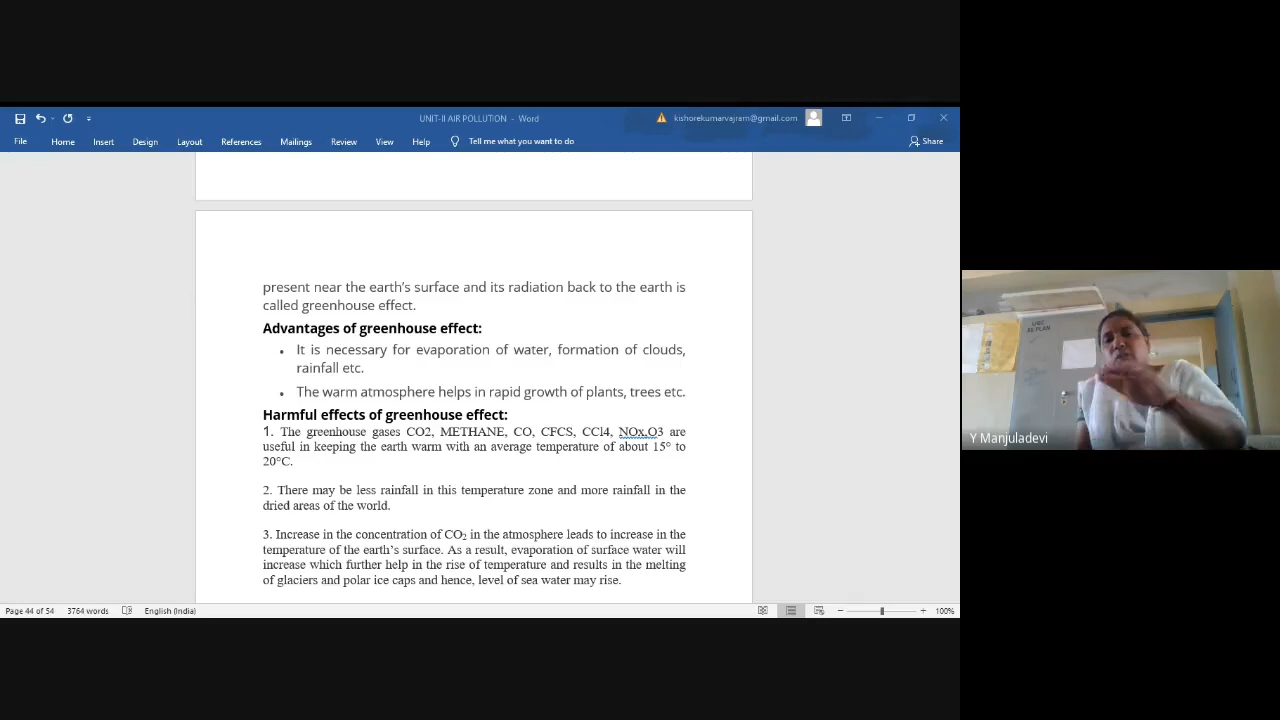 UNIT-II AIR POLLUTION - Word
kishorekumarvajram@gmail.com
File Home Insert Design Layout References Mailings Review View Help Tell me what you want to do Share
present near the earth's surface and its radiation back to the earth is
called greenhouse effect.
Advantages of greenhouse effect:
• It is necessary for evaporation of water, formation of clouds,
rainfall etc.
• The warm atmosphere helps in rapid growth of plants, trees etc.
Harmful effects of greenhouse effect:
1. The greenhouse gases CO2, METHANE, CO, CFCS, CCl4, NOx,O3 are
useful in keeping the earth warm with an average temperature of about 15° to
20°C.
2. There may be less rainfall in this temperature zone and more rainfall in the
dried areas of the world.
3. Increase in the concentration of CO₂ in the atmosphere leads to increase in the
temperature of the earth's surface. As a result, evaporation of surface water will
increase which further help in the rise of temperature and results in the melting
of glaciers and polar ice caps and hence, level of sea water may rise.
Page 44 of 54 3764 words English (India) 100%
PLAN
Y Manjuladevi